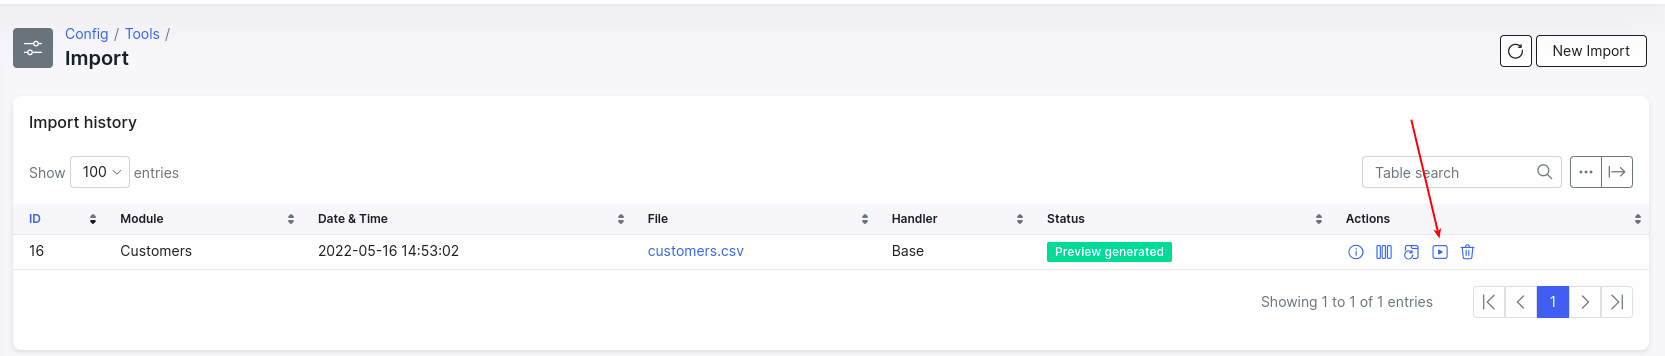 Config / Tools /
Import
New Import
Import history
Show 100 entries
Table search
ID Module Date & Time File Handler Status Actions
16 Customers 2022-05-16 14:53:02 customers.csv Base Preview generated
Showing 1 to 1 of 1 entries
1